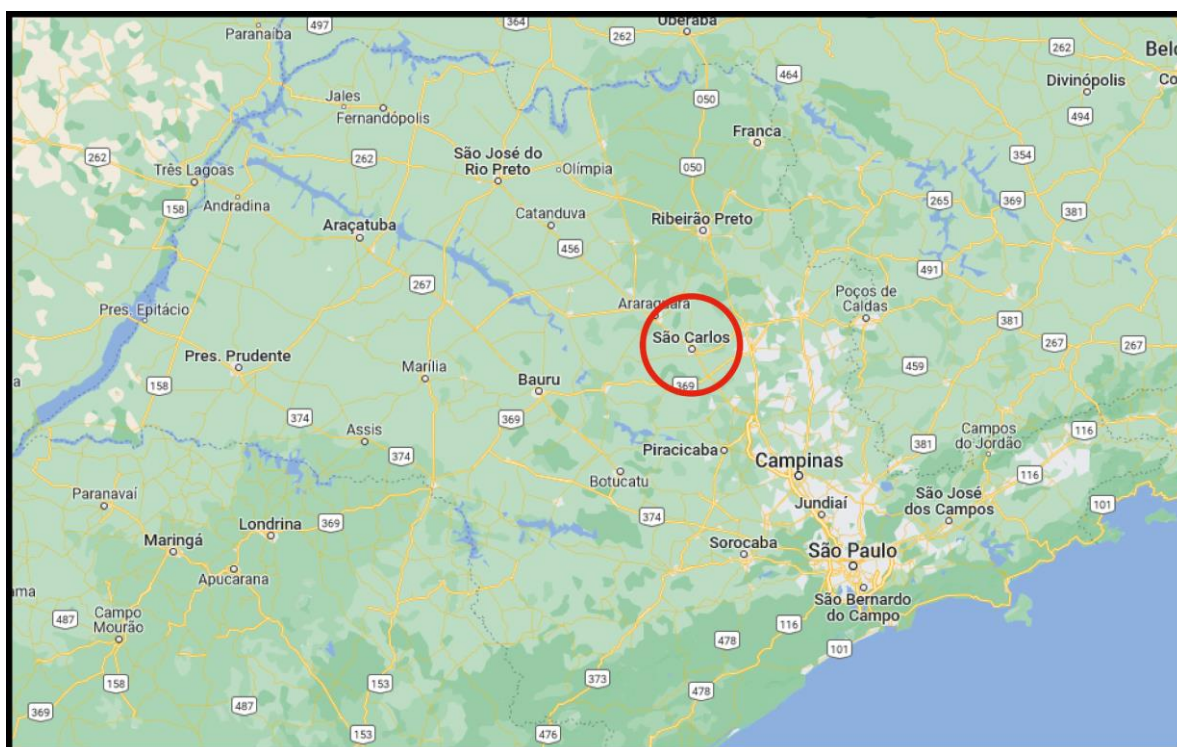 497
364
Uberaba
Paranaíba
262
262
Belo
464
Divinópolis
Co
Jales
050
Fernandópolis
494
Franca
262
São José do
Rio Preto
Olímpia
262
Três Lagoas
050
354
158
Andradina
Catanduva
265
369
381
Araçatuba
Ribeirão Preto
456
491
267
Araraquara
Poços de
Caldas
Pres. Epitácio
381
São Carlos
267
267
Pres. Prudente
Marília
459
158
Bauru
369
374
369
Assis
381
Campos
do Jordão
116
374
Piracicaba
Campinas
116
Botucatu
Paranavaí
Jundiaí
São José
dos Campos
101
Londrina
369
374
Maringá
Sorocaba
São Paulo
Apucarana
ama
São Bernardo
do Campo
Campo
Mourão
487
116
478
101
158
153
373
478
487
369
153
476